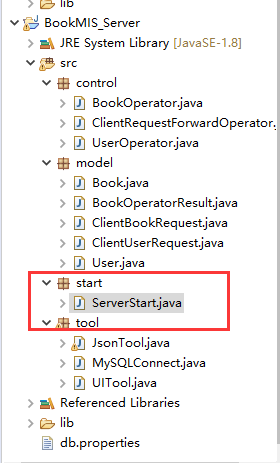 lib
BookMIS_Server
JRE System Library [JavaSE-1.8]
src
control
BookOperator.java
ClientRequestForwardOperator.
UserOperator.java
model
Book.java
BookOperatorResult.java
ClientBookRequest.java
ClientUserRequest.java
User.java
start
ServerStart.java
tool
JsonTool.java
MySQLConnect.java
UITool.java
Referenced Libraries
lib
db.properties